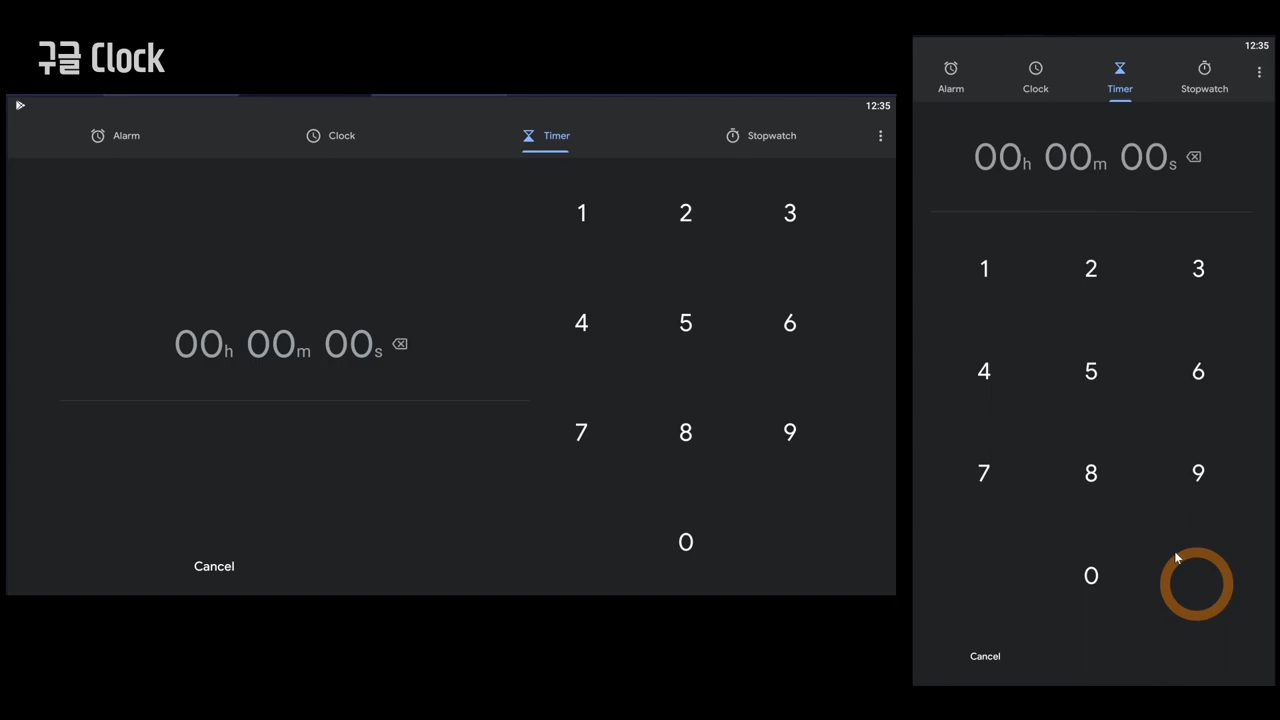 구글 Clock
12:35
Alarm Clock Timer Stopwatch
00h 00m 00s
1 2 3
4 5 6
7 8 9
0
Cancel
12:35
Alarm Clock Timer Stopwatch
00h 00m 00s
1 2 3
4 5 6
7 8 9
0
Cancel